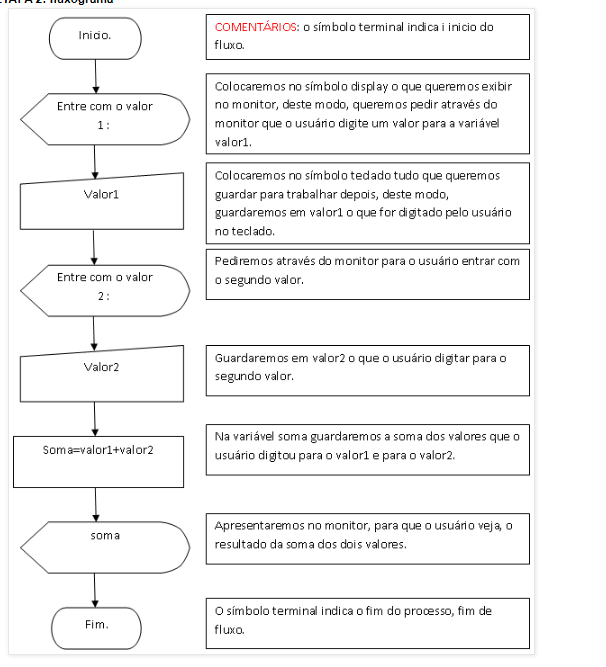 ETAPA 2: fluxograma
Inicio.
COMENTÁRIOS: o símbolo terminal indica i inicio do
fluxo.
Entre com o valor
1 :
Colocaremos no símbolo display o que queremos exibir
no monitor, deste modo, queremos pedir através do
monitor que o usuário digite um valor para a variável
valor1.
Valor1
Colocaremos no símbolo teclado tudo que queremos
guardar para trabalhar depois, deste modo,
guardaremos em valor1 o que for digitado pelo usuário
no teclado.
Entre com o valor
2 :
Pediremos através do monitor para o usuário entrar com
o segundo valor.
Valor2
Guardaremos em valor2 o que o usuário digitar para o
segundo valor.
Soma=valor1+valor2
Na variável soma guardaremos a soma dos valores que o
usuário digitou para o valor1 e para o valor2.
soma
Apresentaremos no monitor, para que o usuário veja, o
resultado da soma dos dois valores.
Fim.
O símbolo terminal indica o fim do processo, fim de
fluxo.